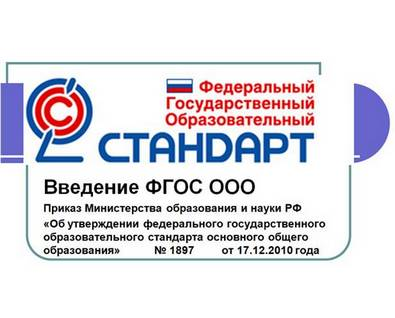 Федеральный
Государственный
Образовательный
СТАНДАРТ
Введение ФГОС ООО
Приказ Министерства образования и науки РФ
«Об утверждении федерального государственного
образовательного стандарта основного общего
образования» № 1897 от 17.12.2010 года